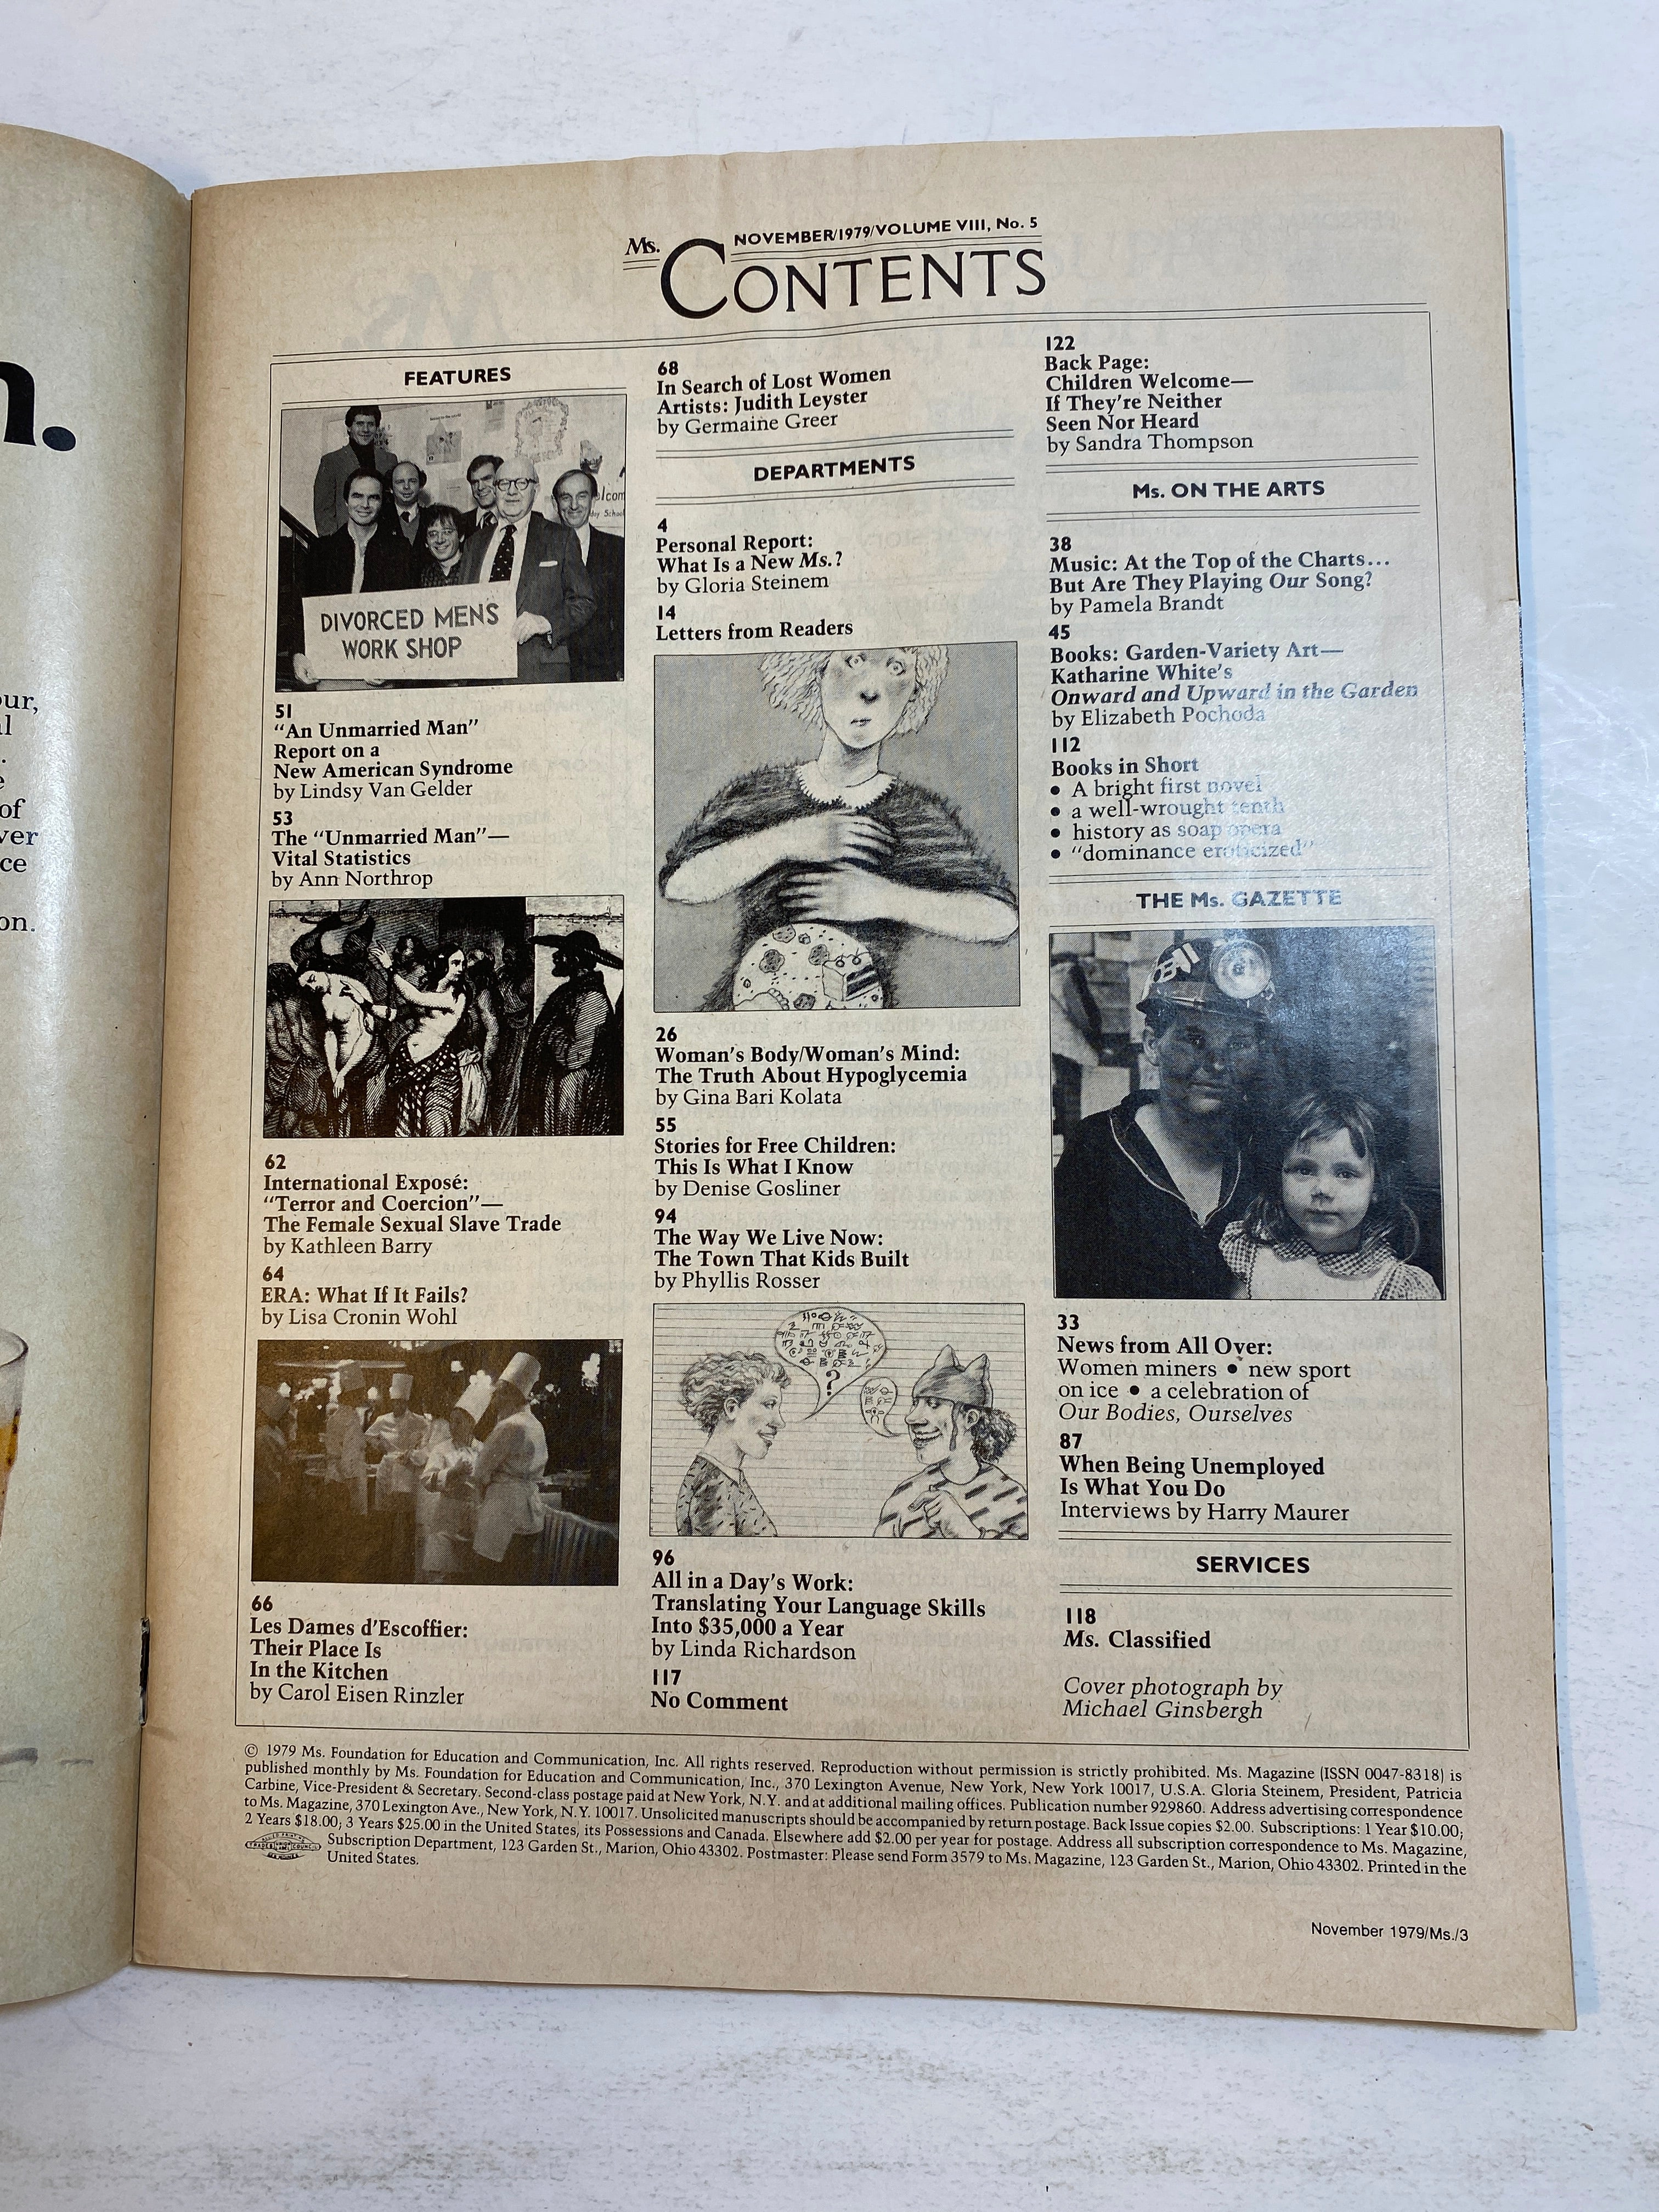 n.
our,
al
.
e
of
ver
ce
on.
Ms.
NOVEMBER/1979/VOLUME VIII, No. 5
CONTENTS
FEATURES
DIVORCED MENS
WORK SHOP
51
“An Unmarried Man”
Report on a
New American Syndrome
by Lindsy Van Gelder
53
The “Unmarried Man”—
Vital Statistics
by Ann Northrop
62
International Exposé:
“Terror and Coercion”—
The Female Sexual Slave Trade
by Kathleen Barry
64
ERA: What If It Fails?
by Lisa Cronin Wohl
66
Les Dames d’Escoffier:
Their Place Is
In the Kitchen
by Carol Eisen Rinzler
68
In Search of Lost Women
Artists: Judith Leyster
by Germaine Greer
DEPARTMENTS
4
Personal Report:
What Is a New Ms.?
by Gloria Steinem
14
Letters from Readers
26
Woman’s Body/Woman’s Mind:
The Truth About Hypoglycemia
by Gina Bari Kolata
55
Stories for Free Children:
This Is What I Know
by Denise Gosliner
94
The Way We Live Now:
The Town That Kids Built
by Phyllis Rosser
?
96
All in a Day’s Work:
Translating Your Language Skills
Into $35,000 a Year
by Linda Richardson
117
No Comment
122
Back Page:
Children Welcome—
If They’re Neither
Seen Nor Heard
by Sandra Thompson
Ms. ON THE ARTS
38
Music: At the Top of the Charts...
But Are They Playing Our Song?
by Pamela Brandt
45
Books: Garden-Variety Art—
Katharine White’s
Onward and Upward in the Garden
by Elizabeth Pochoda
112
Books in Short
• A bright first novel
• a well-wrought tenth
• history as soap opera
• “dominance eroticized”
THE Ms. GAZETTE
33
News from All Over:
Women miners • new sport
on ice • a celebration of
Our Bodies, Ourselves
87
When Being Unemployed
Is What You Do
Interviews by Harry Maurer
SERVICES
118
Ms. Classified
Cover photograph by
Michael Ginsbergh
© 1979 Ms. Foundation for Education and Communication, Inc. All rights reserved. Reproduction without permission is strictly prohibited. Ms. Magazine (ISSN 0047-8318) is
published monthly by Ms. Foundation for Education and Communication, Inc., 370 Lexington Avenue, New York, New York 10017, U.S.A. Gloria Steinem, President, Patricia
Carbine, Vice-President & Secretary. Second-class postage paid at New York, N.Y. and at additional mailing offices. Publication number 929860. Address advertising correspondence
to Ms. Magazine, 370 Lexington Ave., New York, N.Y. 10017. Unsolicited manuscripts should be accompanied by return postage. Back Issue copies $2.00. Subscriptions: 1 Year $10.00;
2 Years $18.00; 3 Years $25.00 in the United States, its Possessions and Canada. Elsewhere add $2.00 per year for postage. Address all subscription correspondence to Ms. Magazine,
Subscription Department, 123 Garden St., Marion, Ohio 43302. Postmaster: Please send Form 3579 to Ms. Magazine, 123 Garden St., Marion, Ohio 43302. Printed in the
United States.
November 1979/Ms./3